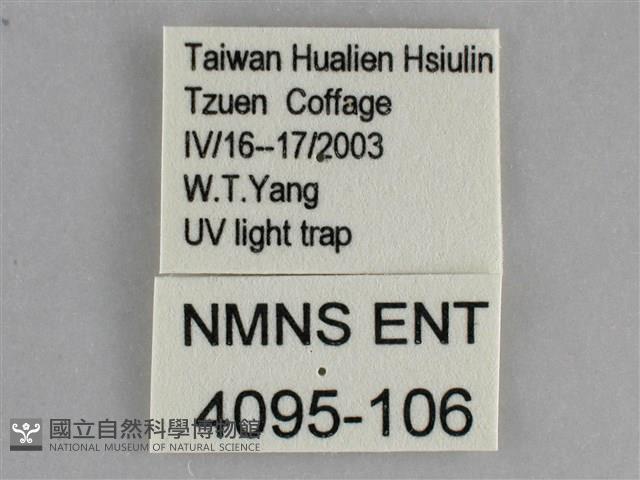 Taiwan Hualien Hsiulin
Tzuen Coffage
IV/16--17/2003
W.T.Yang
UV light trap
NMNS ENT
4095-106
國立自然科學博物館
NATIONAL MUSEUM OF NATURAL SCIENCE